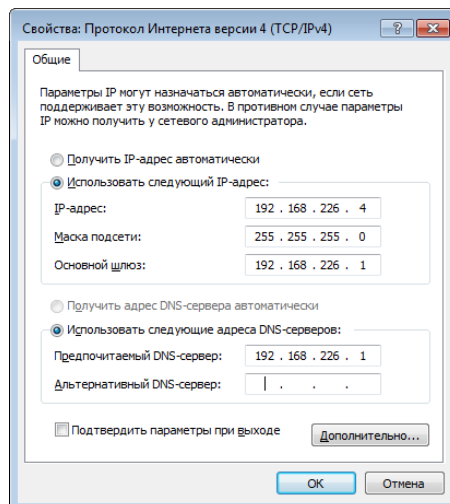 Свойства: Протокол Интернета версии 4 (TCP/IPv4)
Общие
Параметры IP могут назначаться автоматически, если сеть
поддерживает эту возможность. В противном случае параметры
IP можно получить у сетевого администратора.
Получить IP-адрес автоматически
Использовать следующий IP-адрес:
IP-адрес: 192 . 168 . 226 . 4
Маска подсети: 255 . 255 . 255 . 0
Основной шлюз: 192 . 168 . 226 . 1
Получить адрес DNS-сервера автоматически
Использовать следующие адреса DNS-серверов:
Предпочитаемый DNS-сервер: 192 . 168 . 226 . 1
Альтернативный DNS-сервер: . . .
Подтвердить параметры при выходе
Дополнительно...
ОК Отмена